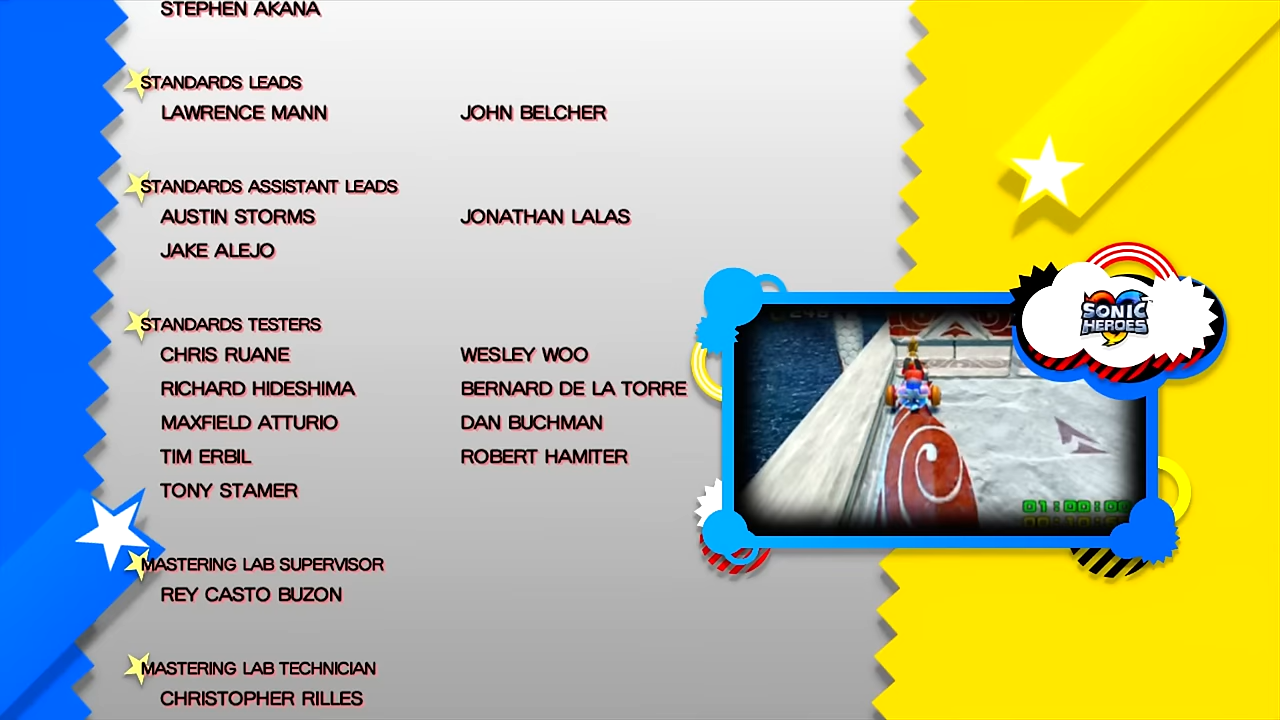 STEPHEN AKANA
STANDARDS LEADS
LAWRENCE MANN JOHN BELCHER
STANDARDS ASSISTANT LEADS
AUSTIN STORMS JONATHAN LALAS
JAKE ALEJO
STANDARDS TESTERS
CHRIS RUANE WESLEY WOO
RICHARD HIDESHIMA BERNARD DE LA TORRE
MAXFIELD ATTURIO DAN BUCHMAN
TIM ERBIL ROBERT HAMITER
TONY STAMER
MASTERING LAB SUPERVISOR
REY CASTO BUZON
MASTERING LAB TECHNICIAN
CHRISTOPHER RILLES
SONIC
HEROES